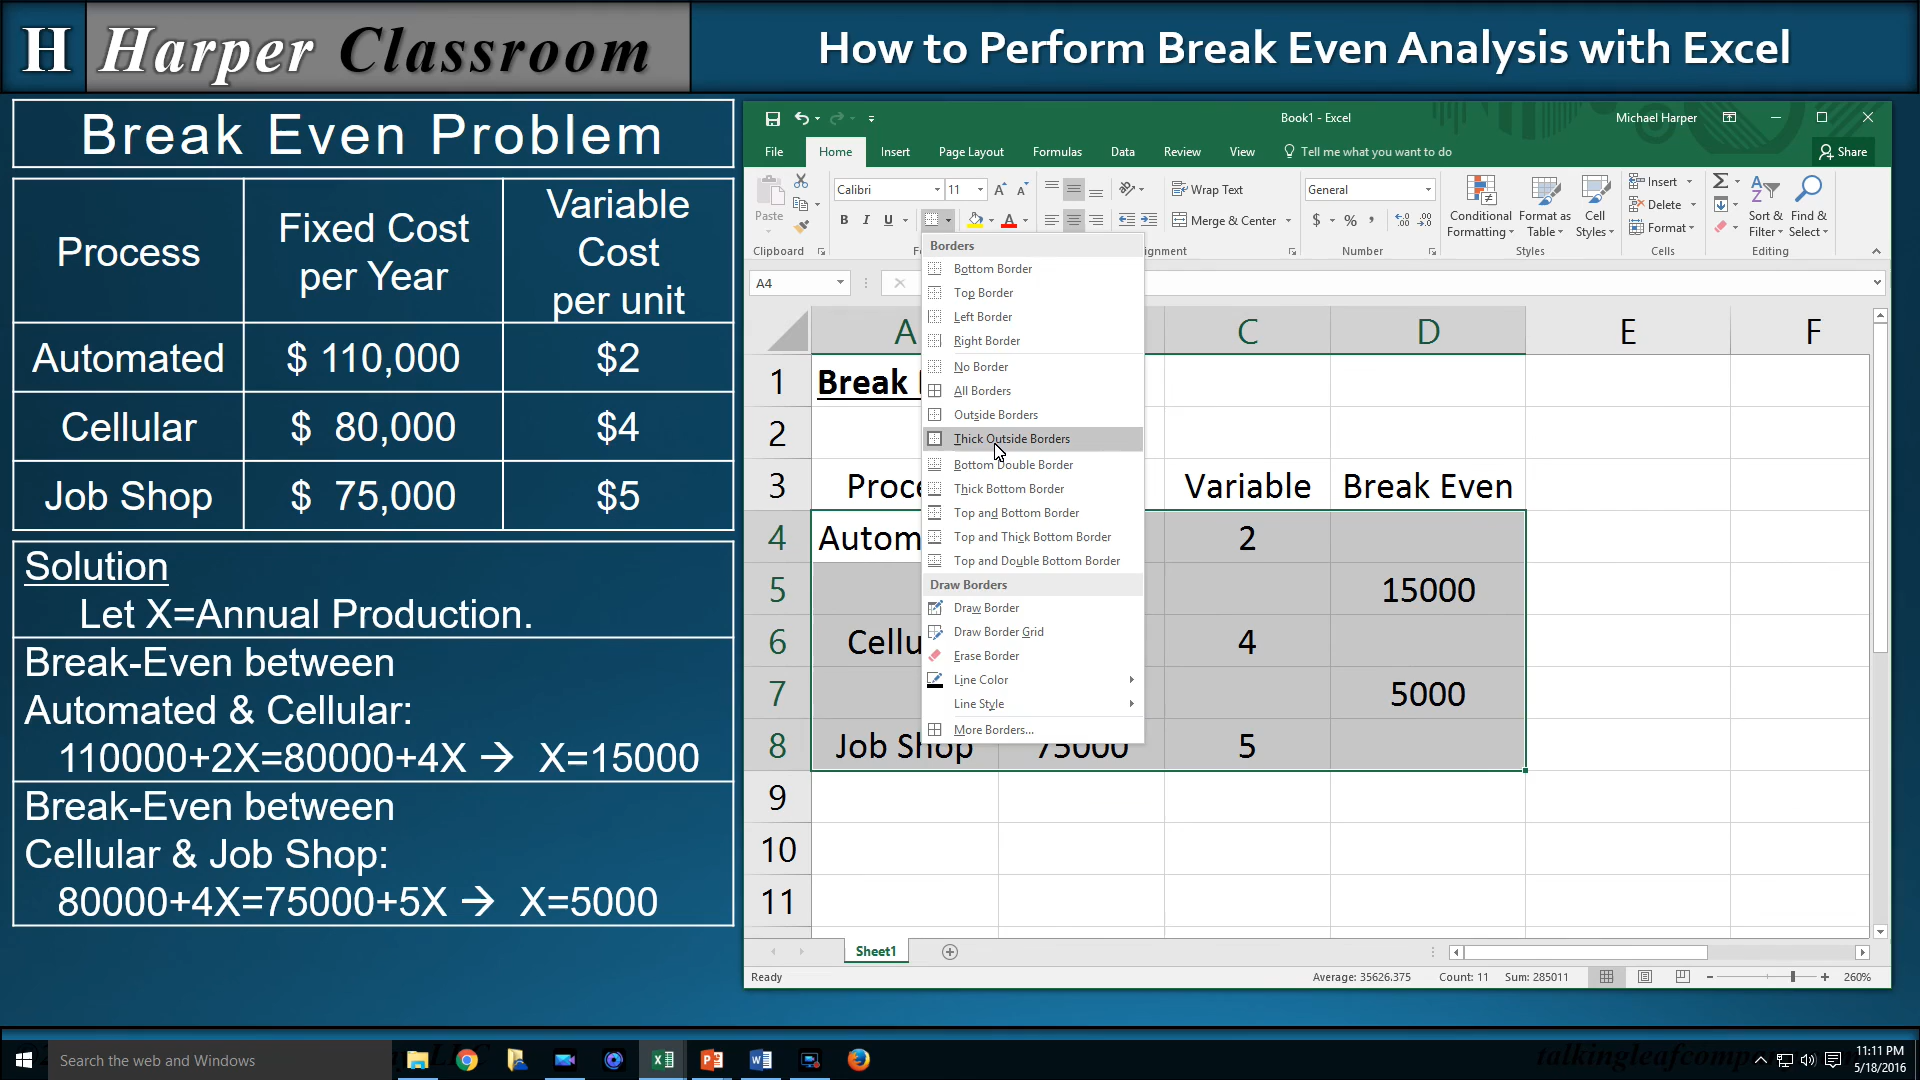 H Harper Classroom
How to Perform Break Even Analysis with Excel
Break Even Problem
Process
Fixed Cost
per Year
Variable
Cost
per unit
Automated $ 110,000 $2
Cellular $ 80,000 $4
Job Shop $ 75,000 $5
Solution
Let X=Annual Production.
Break-Even between
Automated & Cellular:
110000+2X=80000+4X → X=15000
Break-Even between
Cellular & Job Shop:
80000+4X=75000+5X → X=5000
Book1 - Excel
Michael Harper
File Home Insert Page Layout Formulas Data Review View Tell me what you want to do Share
Paste
Clipboard
Calibri 11
B I U
Wrap Text
Merge & Center
General
$ % ,
Number
Conditional
Formatting
Format as
Table
Cell
Styles
Styles
Insert
Delete
Format
Cells
Sort &
Filter
Find &
Select
Editing
A4
Borders
Bottom Border
Top Border
Left Border
Right Border
No Border
All Borders
Outside Borders
Thick Outside Borders
Bottom Double Border
Thick Bottom Border
Top and Bottom Border
Top and Thick Bottom Border
Top and Double Bottom Border
Draw Borders
Draw Border
Draw Border Grid
Erase Border
Line Color
Line Style
More Borders...
A C D E F
1 Break
2
3 Variable Break Even
4 2
5 15000
6 4
7 5000
8 Job Shop 75000 5
9
10
11
Sheet1
Ready
Average: 35626.375 Count: 11 Sum: 285011
260%
Search the web and Windows
11:11 PM
5/18/2016